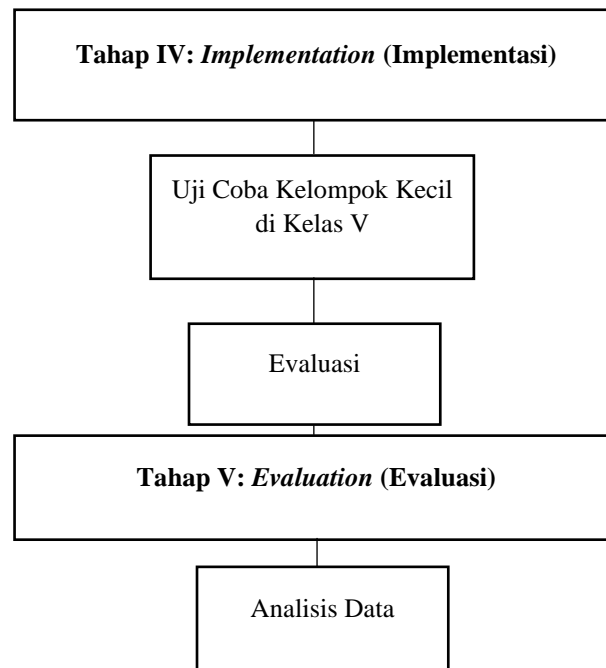 Tahap IV: Implementation (Implementasi)
Uji Coba Kelompok Kecil
di Kelas V
Evaluasi
Tahap V: Evaluation (Evaluasi)
Analisis Data